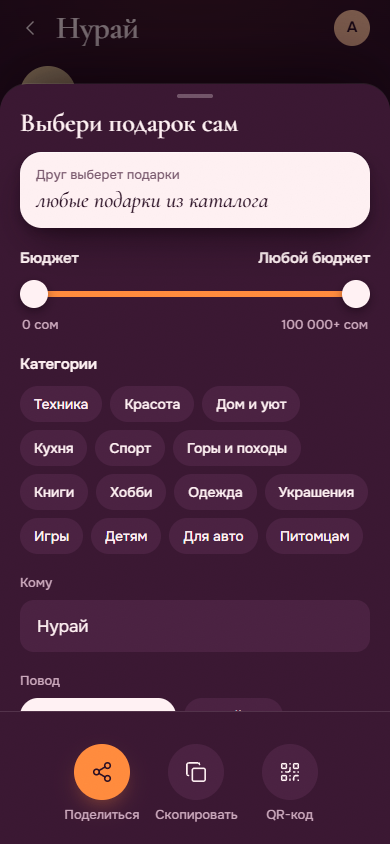 Нурай
A
Выбери подарок сам
Друг выберет подарки
любые подарки из каталога
Бюджет
Любой бюджет
0 сом
100 000+ сом
Категории
Техника Красота Дом и уют
Кухня Спорт Горы и походы
Книги Хобби Одежда Украшения
Игры Детям Для авто Питомцам
Кому
Нурай
Повод
Поделиться Скопировать QR-код